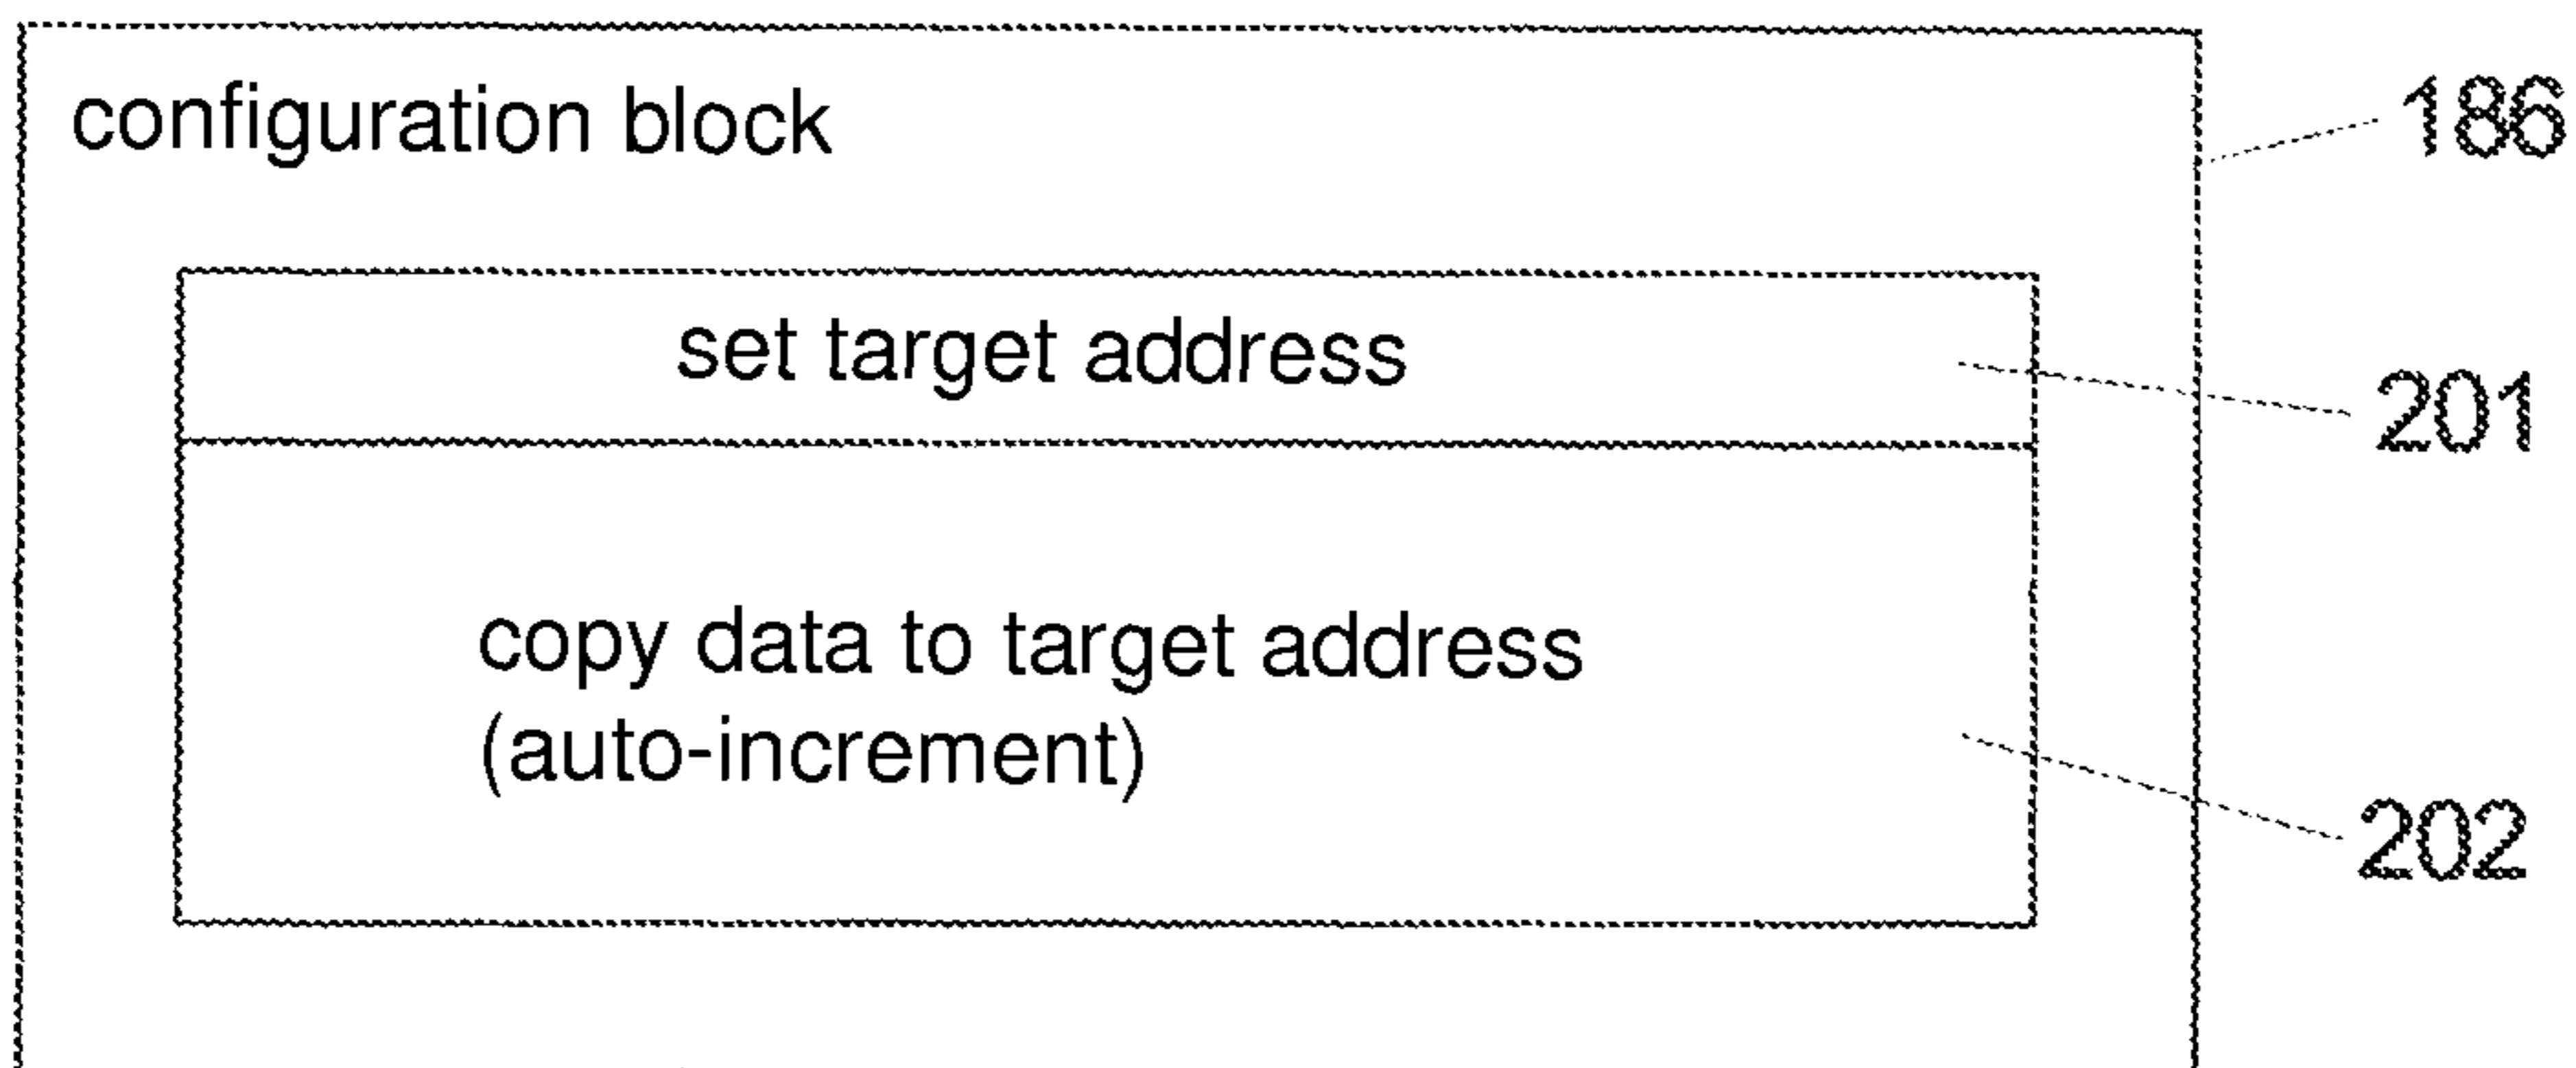 configuration block
186
set target address
201
copy data to target address
(auto-increment)
202